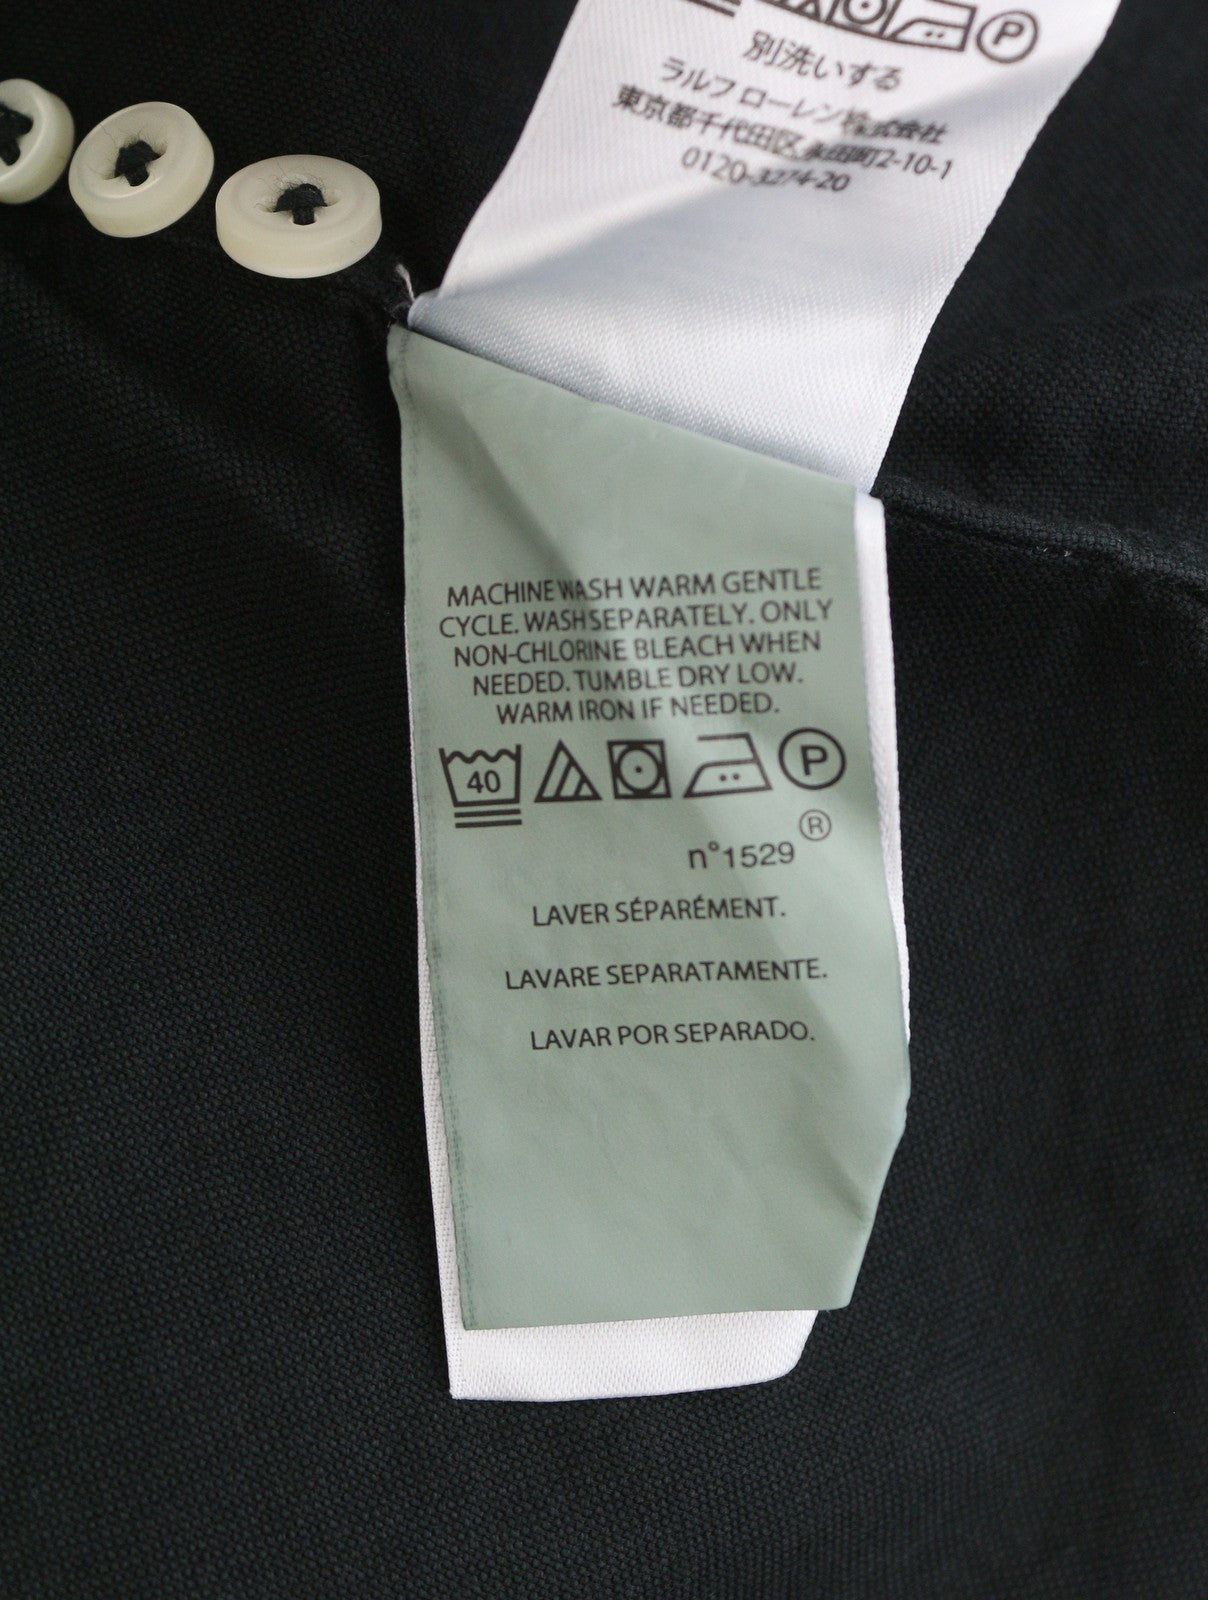 P
別洗いする
ラルフ ローレン株式会社
東京都千代田区永田町2-10-1
0120-3274-20
MACHINE WASH WARM GENTLE
CYCLE. WASH SEPARATELY. ONLY
NON-CHLORINE BLEACH WHEN
NEEDED. TUMBLE DRY LOW.
WARM IRON IF NEEDED.
40 P
®
n°1529
LAVER SÉPARÉMENT.
LAVARE SEPARATAMENTE.
LAVAR POR SEPARADO.